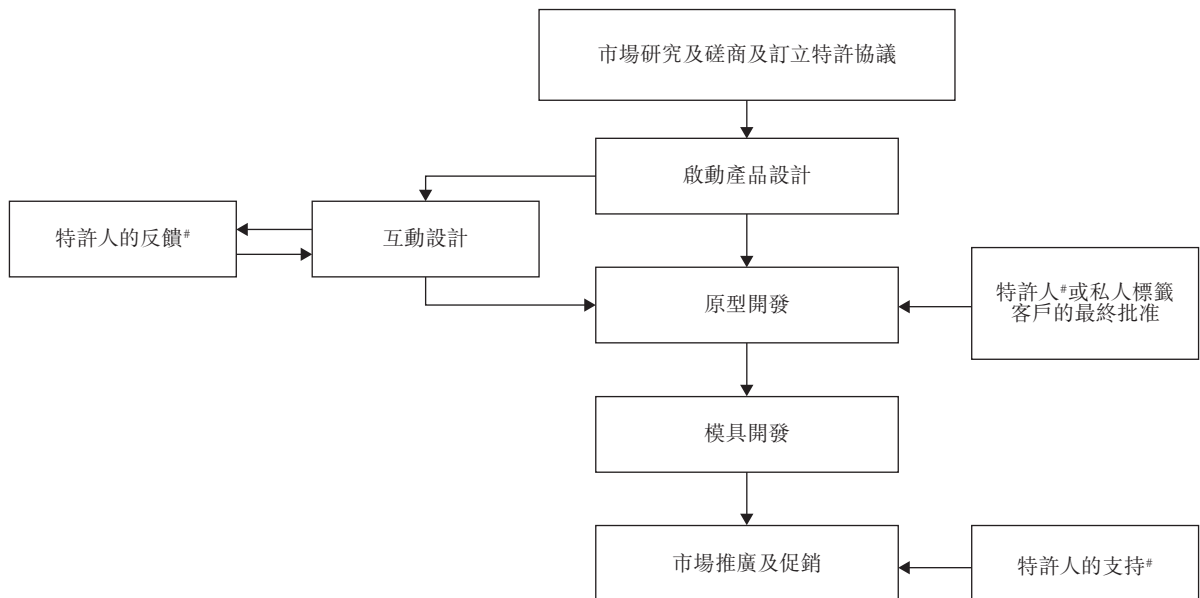 市場研究及磋商及訂立特許協議
啟動產品設計
特許人的反饋#
互動設計
原型開發
特許人#或私人標籤
客戶的最終批准
模具開發
市場推廣及促銷
特許人的支持#